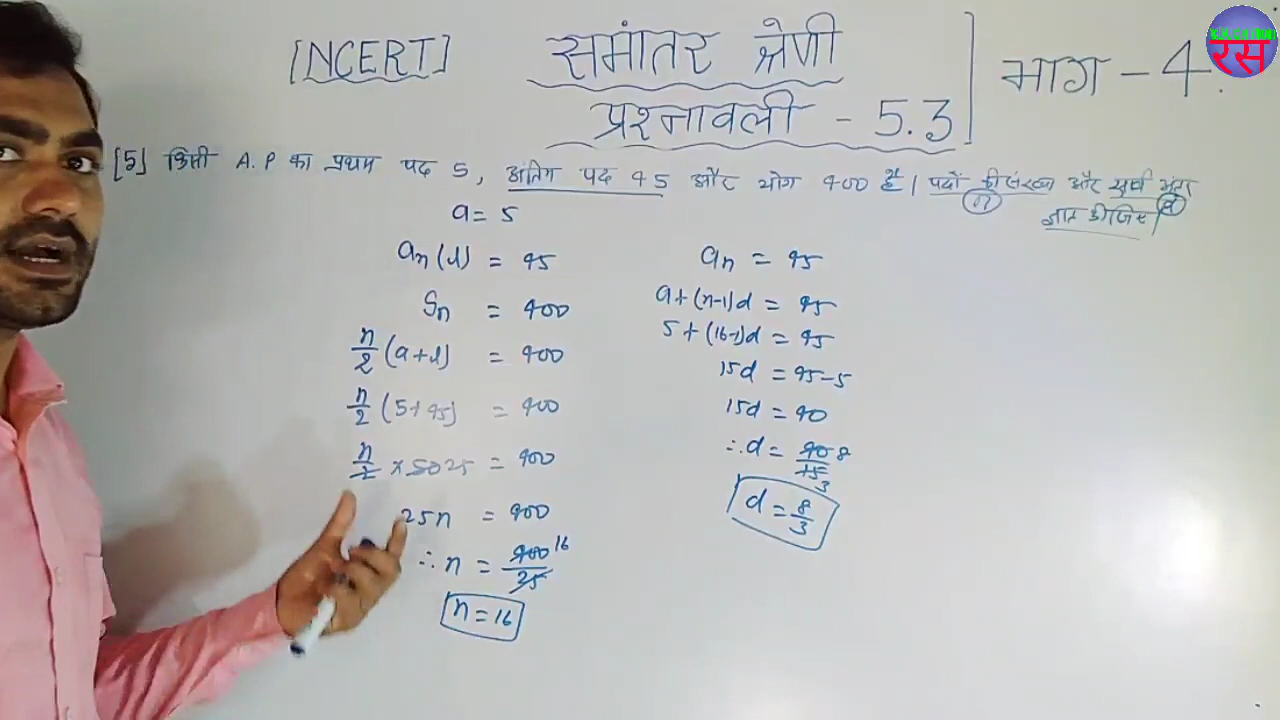 [NCERT] समांतर श्रेणी
प्रश्नावली - 5.3
भाग - 4
रस
[5] किसी A.P का प्रथम पद 5, अंतिम पद 45 और योग 400 है। पदों की संख्या और सार्व अंतर
n d
ज्ञात कीजिए।
a = 5
an (l) = 45
Sn = 400
n/2 (a+l) = 400
n/2 (5+45) = 400
n/2 × 50 25 = 400
25n = 400
∴ n = 400/25 16
n = 16
an = 45
a+(n-1)d = 45
5+(16-1)d = 45
15d = 45-5
15d = 40
∴ d = 40/15 8 3
d = 8/3